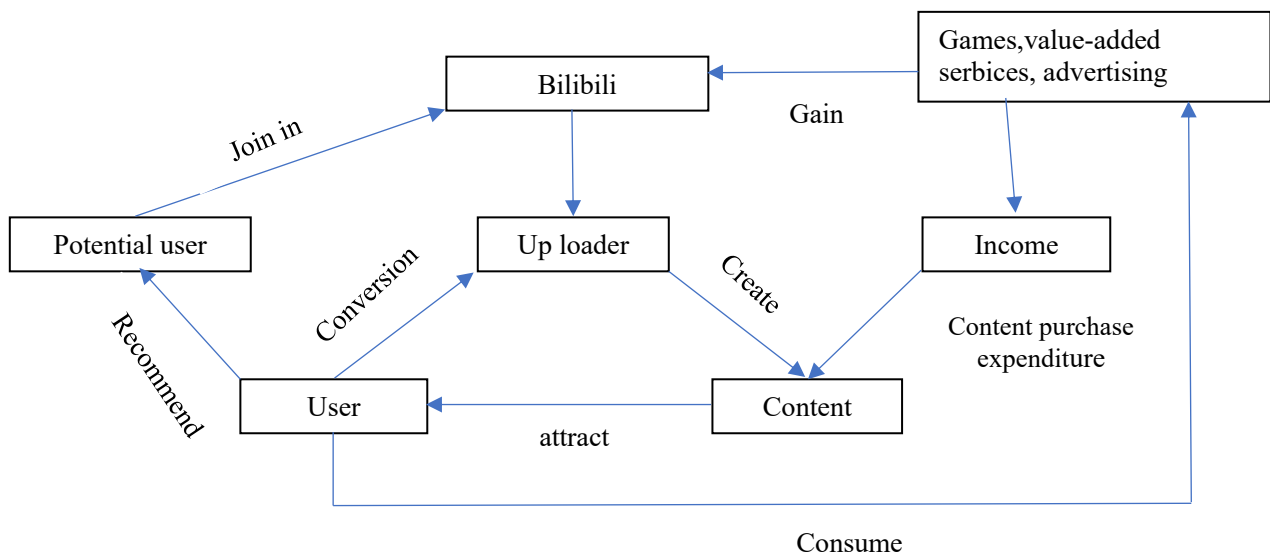 Games,value-added
serbices, advertising
Bilibili
Gain
Join in
Potential user
Up loader
Income
Conversion
Create
Recommend
Content purchase
expenditure
User
Content
attract
Consume